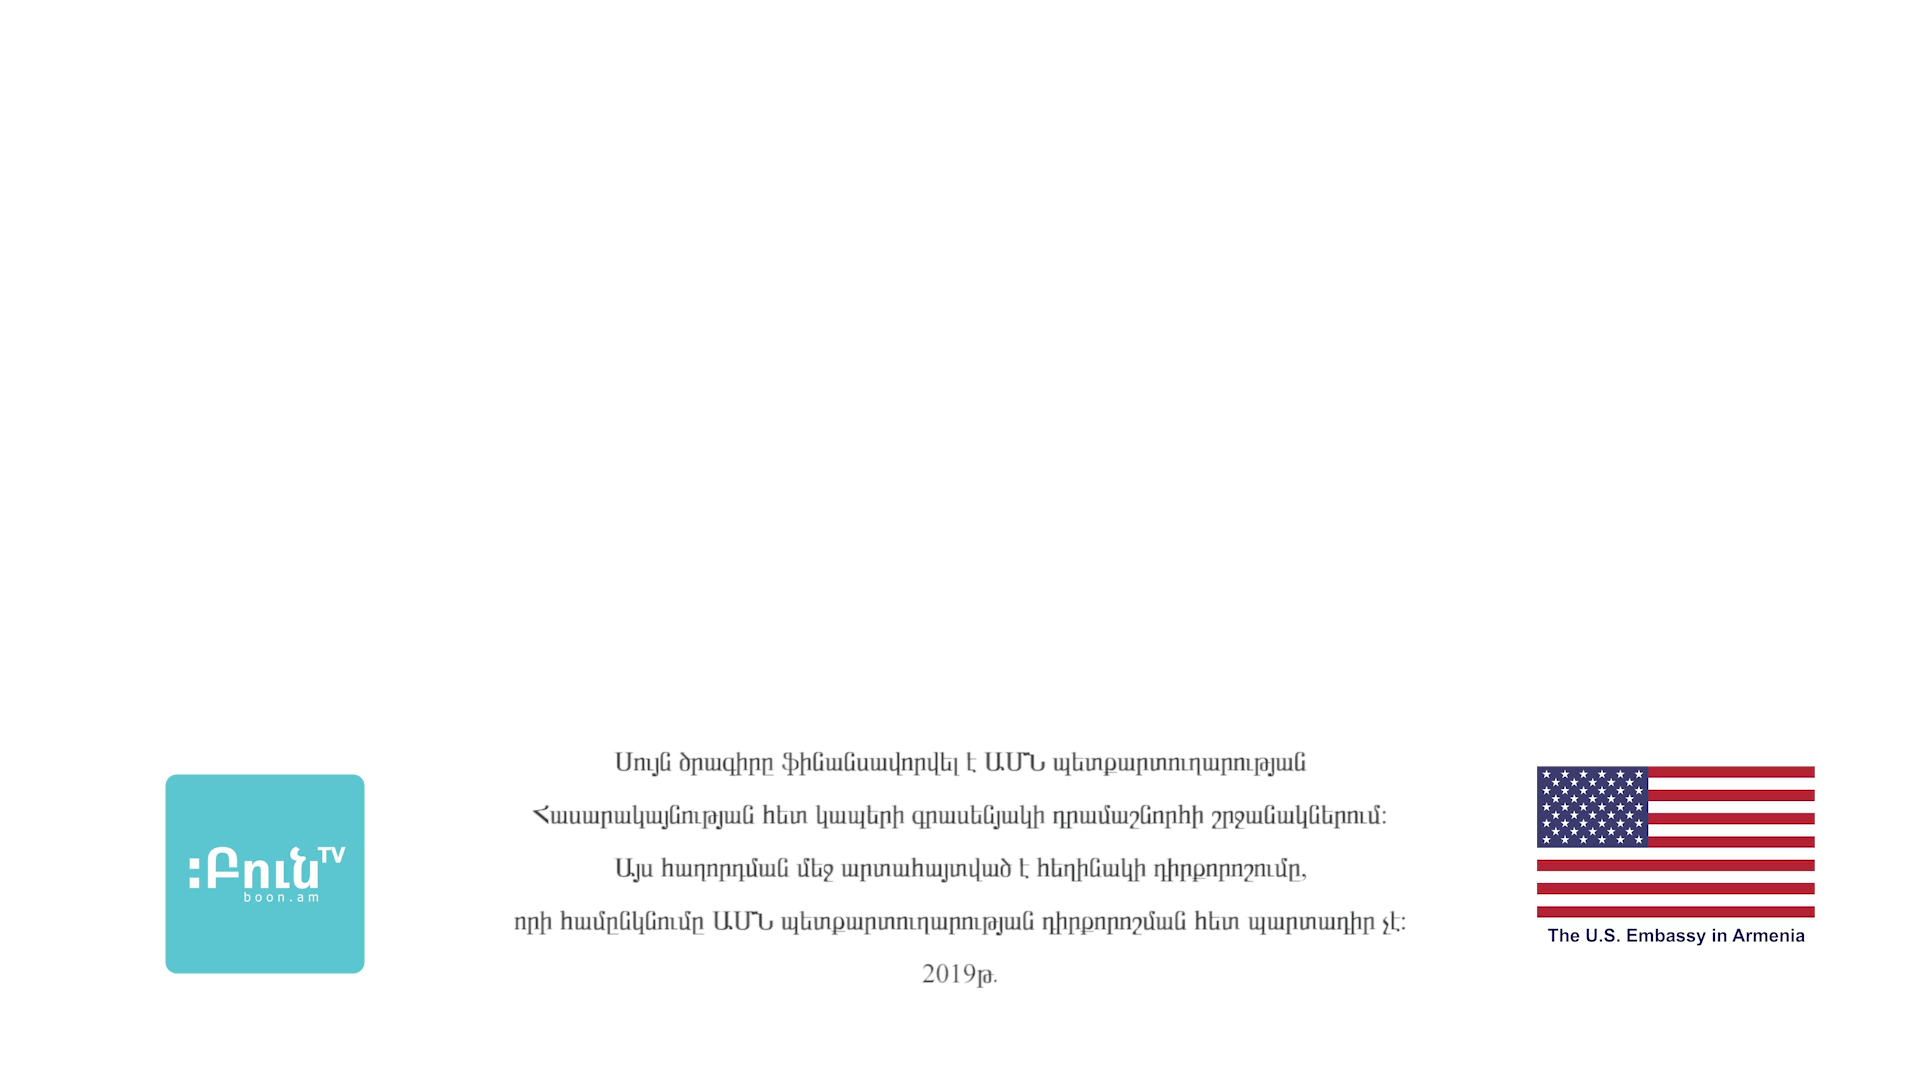 Սույն ծրագիրը ֆինանսավորվել է ԱՄՆ պետքարտուղարության
Հասարակայնության հետ կապերի գրասենյակի դրամաշնորհի շրջանակներում:
Այս հաղորդման մեջ արտահայտված է հեղինակի դիրքորոշումը,
որի համընկնումը ԱՄՆ պետքարտուղարության դիրքորոշման հետ պարտադիր չէ:
2019թ.
:Բուն TV
boon.am
The U.S. Embassy in Armenia